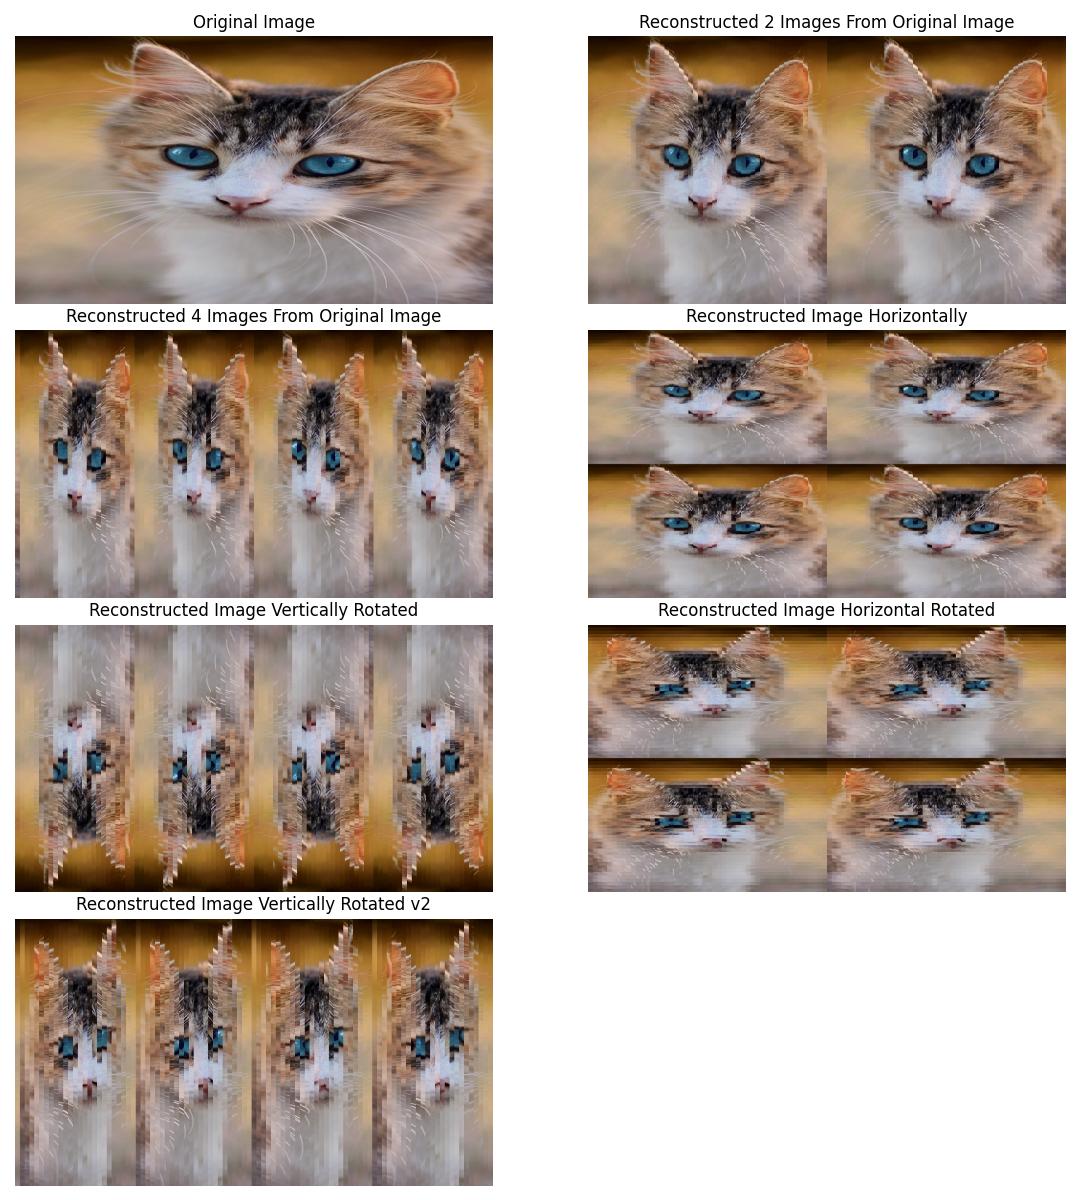 Original Image
Reconstructed 2 Images From Original Image
Reconstructed 4 Images From Original Image
Reconstructed Image Horizontally
Reconstructed Image Vertically Rotated
Reconstructed Image Horizontal Rotated
Reconstructed Image Vertically Rotated v2